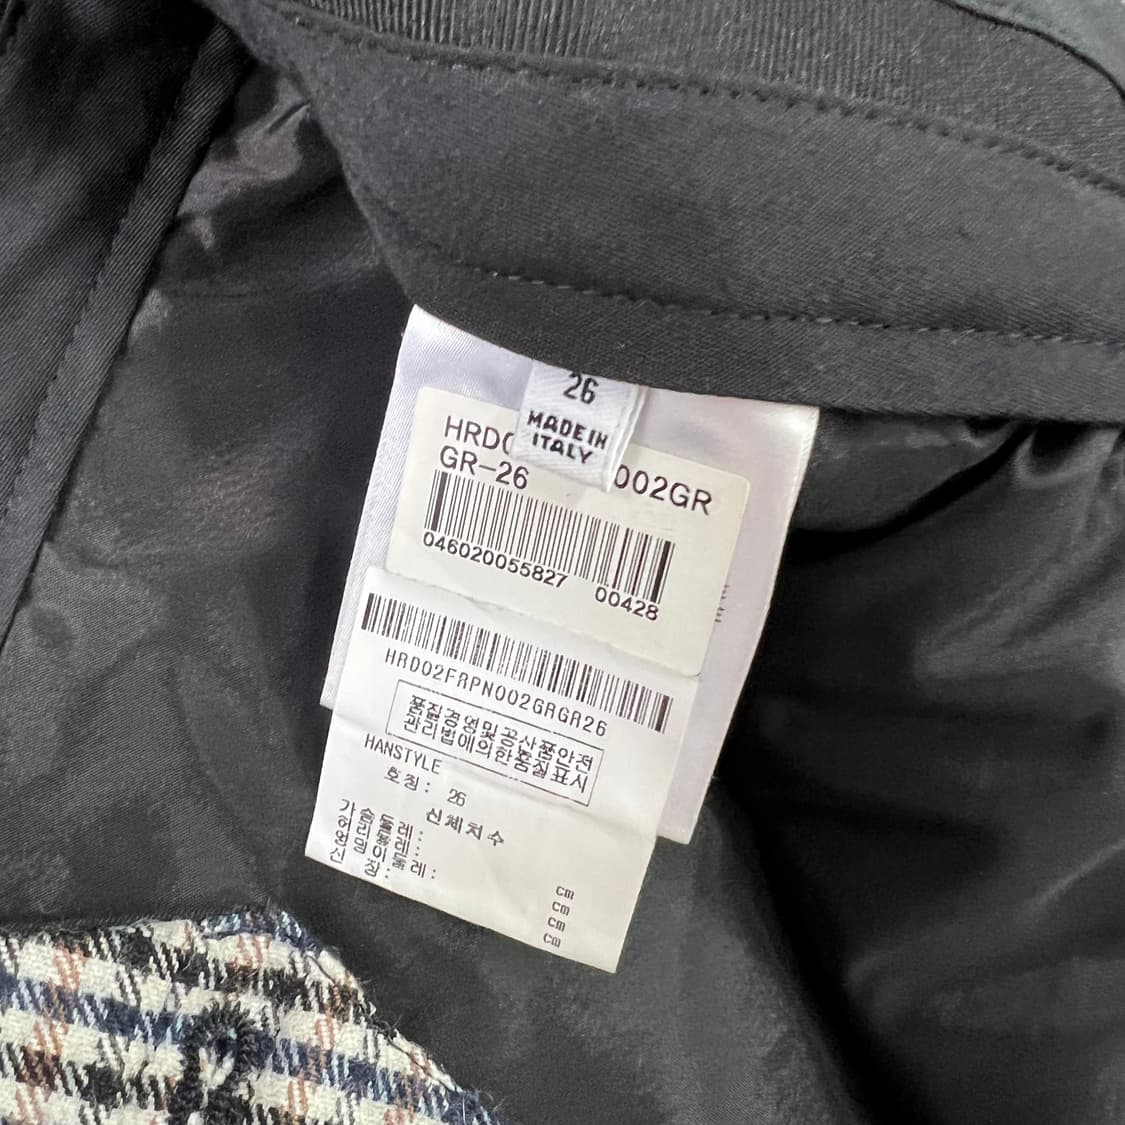 26
MADE IN
ITALY
HRD0 002GR
GR-26
046020055827 00428
HRD02FRPN002GRGR26
품질경영및공산품안전
관리법에의한품질표시
HANSTYLE
호칭: 26
신체치수
가슴둘레: cm
허리둘레: cm
엉덩이둘레: cm
신장: cm